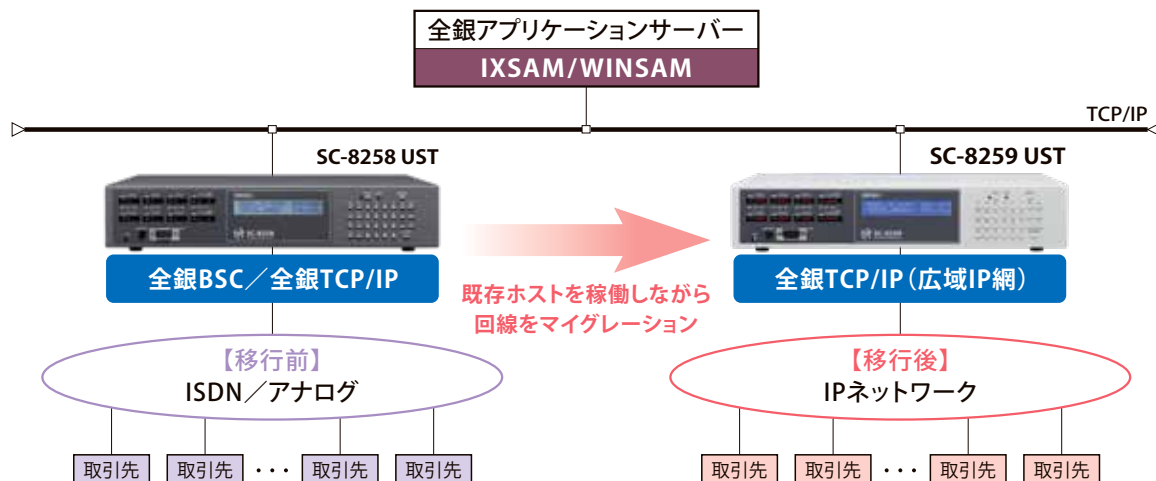 全銀アプリケーションサーバー
IXSAM/WINSAM
TCP/IP
SC-8258 UST
SC-8259 UST
SC-8258
SC-8259
全銀BSC／全銀TCP/IP
全銀TCP/IP（広域IP網）
既存ホストを稼働しながら
回線をマイグレーション
【移行前】
ISDN／アナログ
【移行後】
IPネットワーク
取引先 取引先 ・・・ 取引先 取引先
取引先 取引先 ・・・ 取引先 取引先